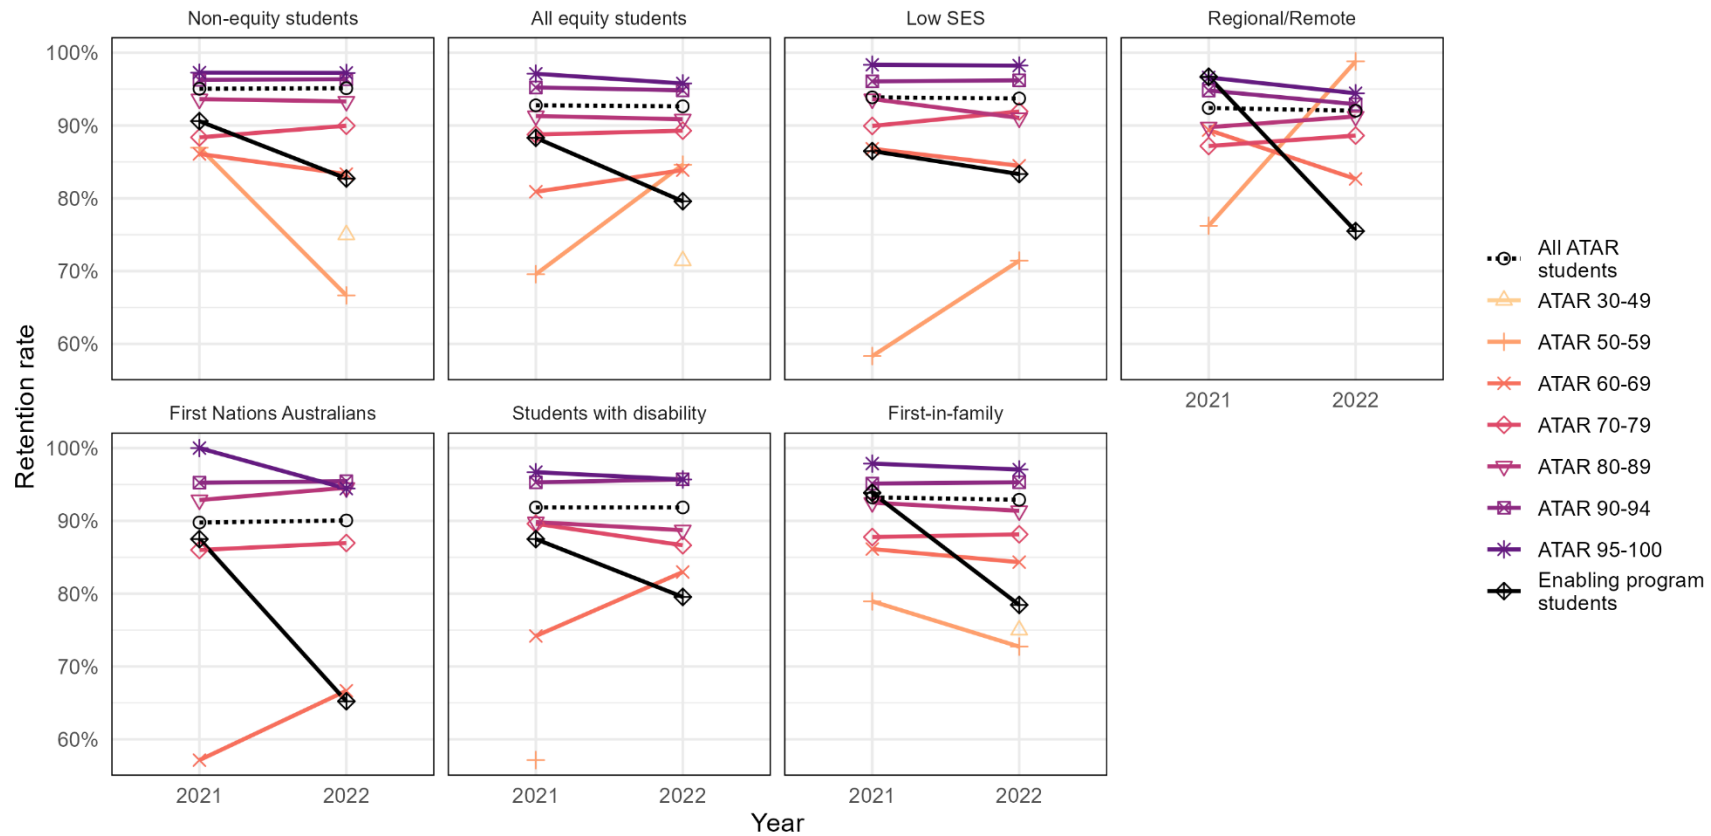 Non-equity students
All equity students
Low SES
Regional/Remote
100%
90%
80%
70%
60%
2021
2022
First Nations Australians
Students with disability
First-in-family
100%
90%
80%
70%
60%
2021
2022
2021
2022
2021
2022
Retention rate
Year
All ATAR
students
ATAR 30-49
ATAR 50-59
ATAR 60-69
ATAR 70-79
ATAR 80-89
ATAR 90-94
ATAR 95-100
Enabling program
students